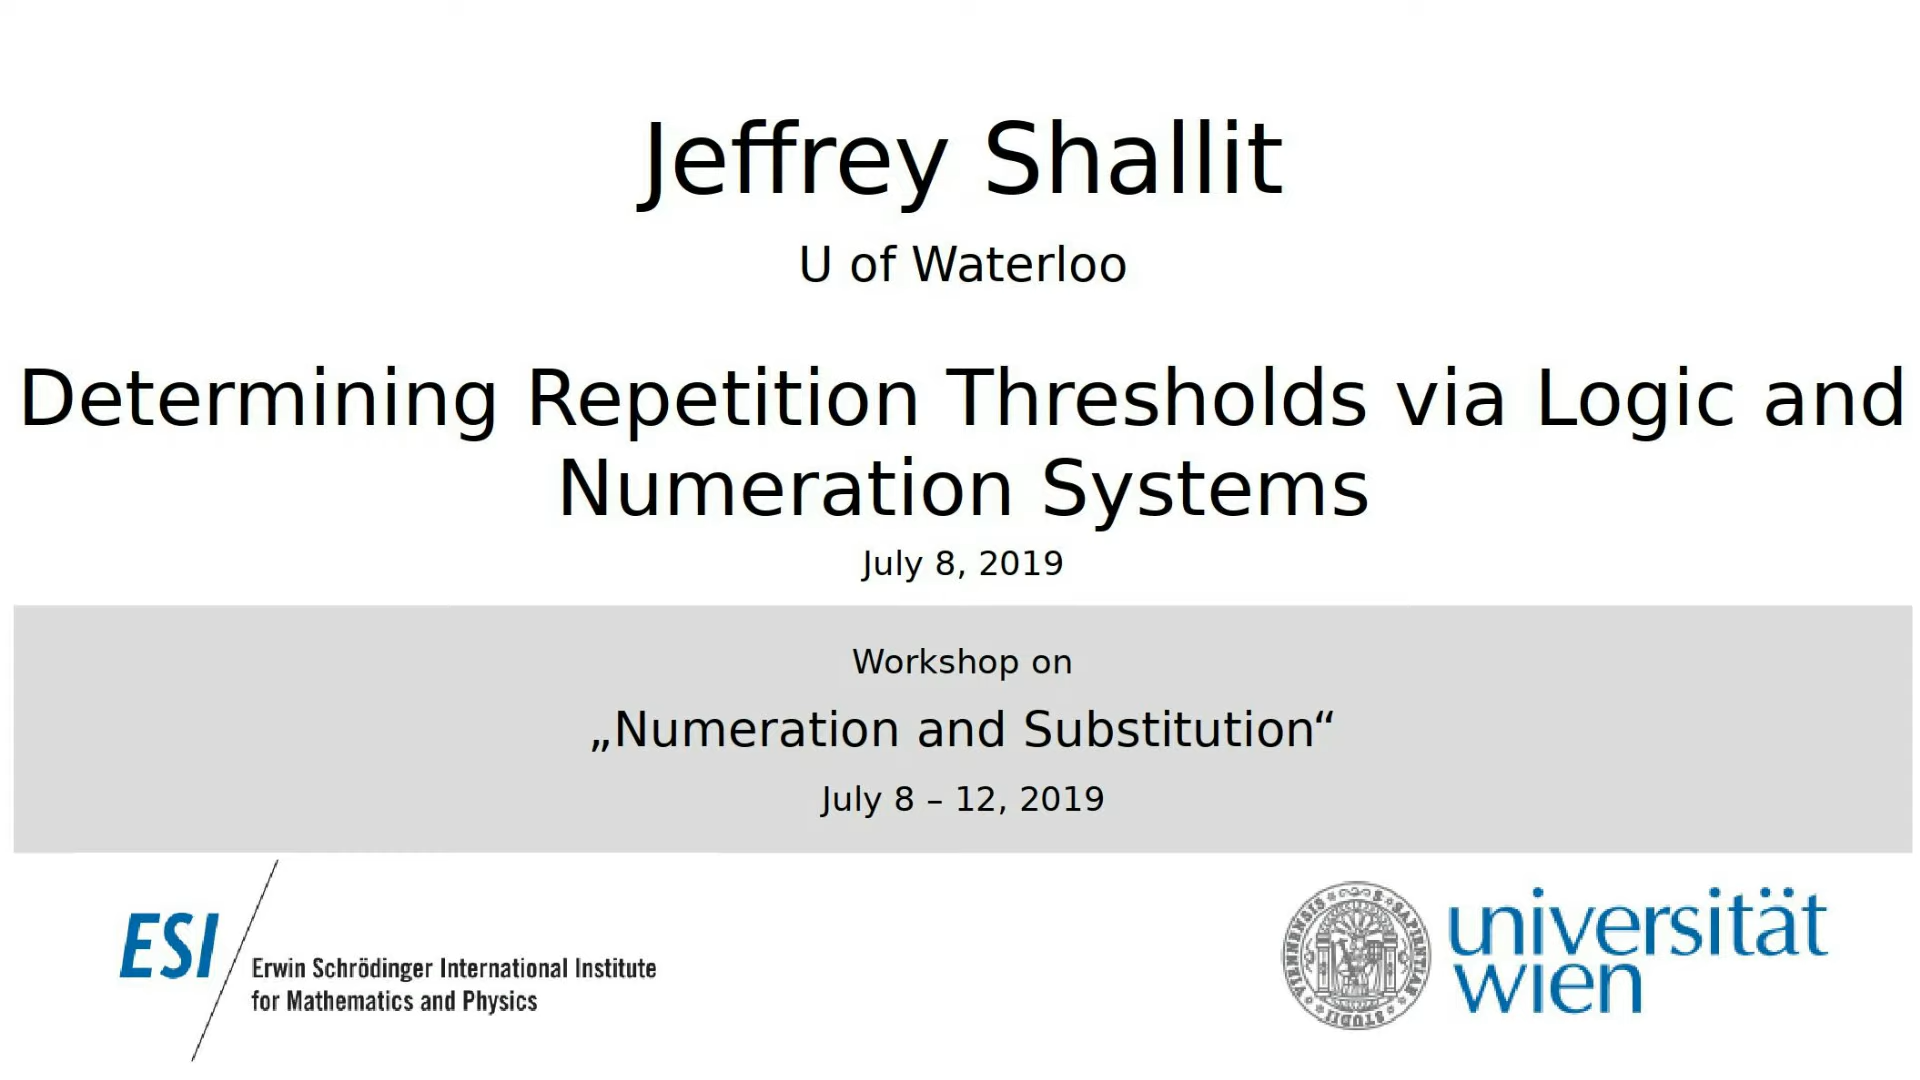 Jeffrey Shallit
U of Waterloo
Determining Repetition Thresholds via Logic and
Numeration Systems
July 8, 2019
Workshop on
„Numeration and Substitution“
July 8 – 12, 2019
ESI
Erwin Schrödinger International Institute
for Mathematics and Physics
universität
wien